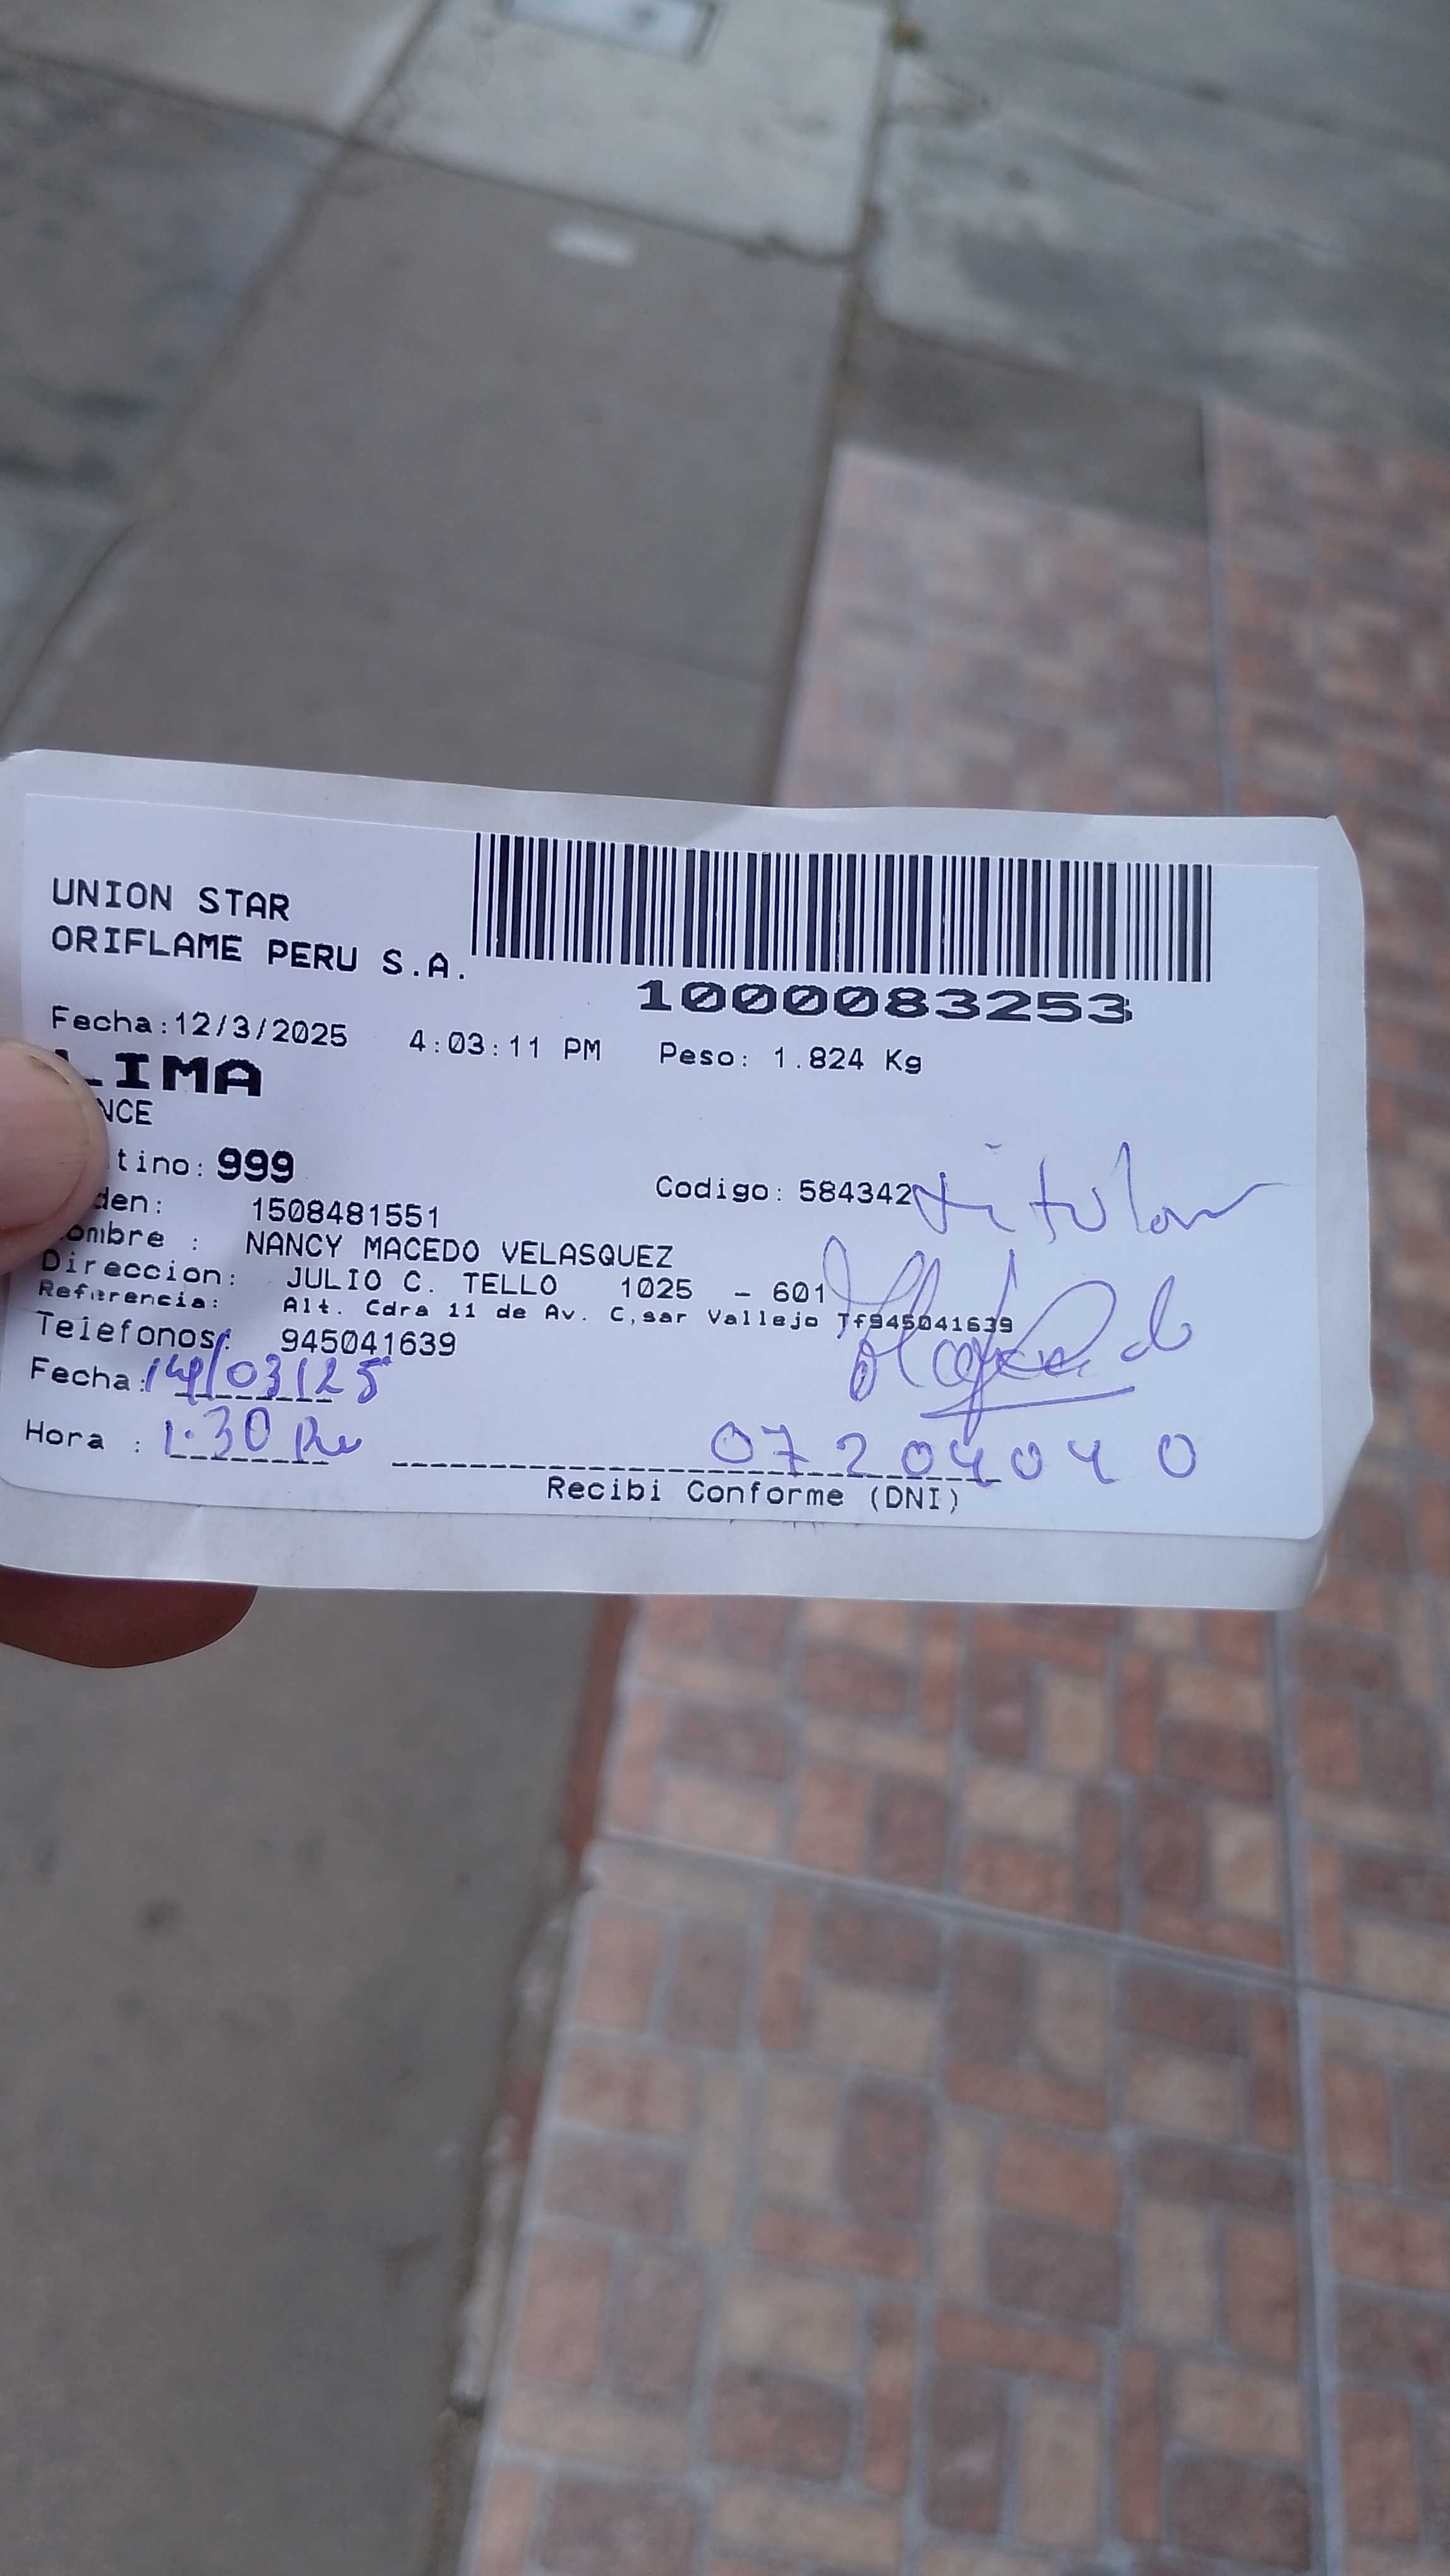 UNION STAR
ORIFLAME PERU S.A.
1000083253
Fecha:12/3/2025 4:03:11 PM Peso: 1.824 Kg
LIMA
NCE
tino: 999
Codigo: 584342 titular
den: 1508481551
ombre : NANCY MACEDO VELASQUEZ
Direccion: JULIO C. TELLO 1025 - 601
Referencia: Alt. Cdra 11 de Av. C,sar Vallejo Tf945041639
Telefonos: 945041639
Fecha: 14/03/25
Hora : 1:30
07204040
Recibi Conforme (DNI)